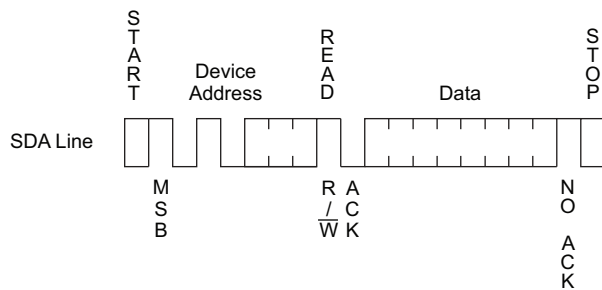 START
READ
STOP
Device
Address
Data
SDA Line
MSB
R/W̅
ACK
NO ACK